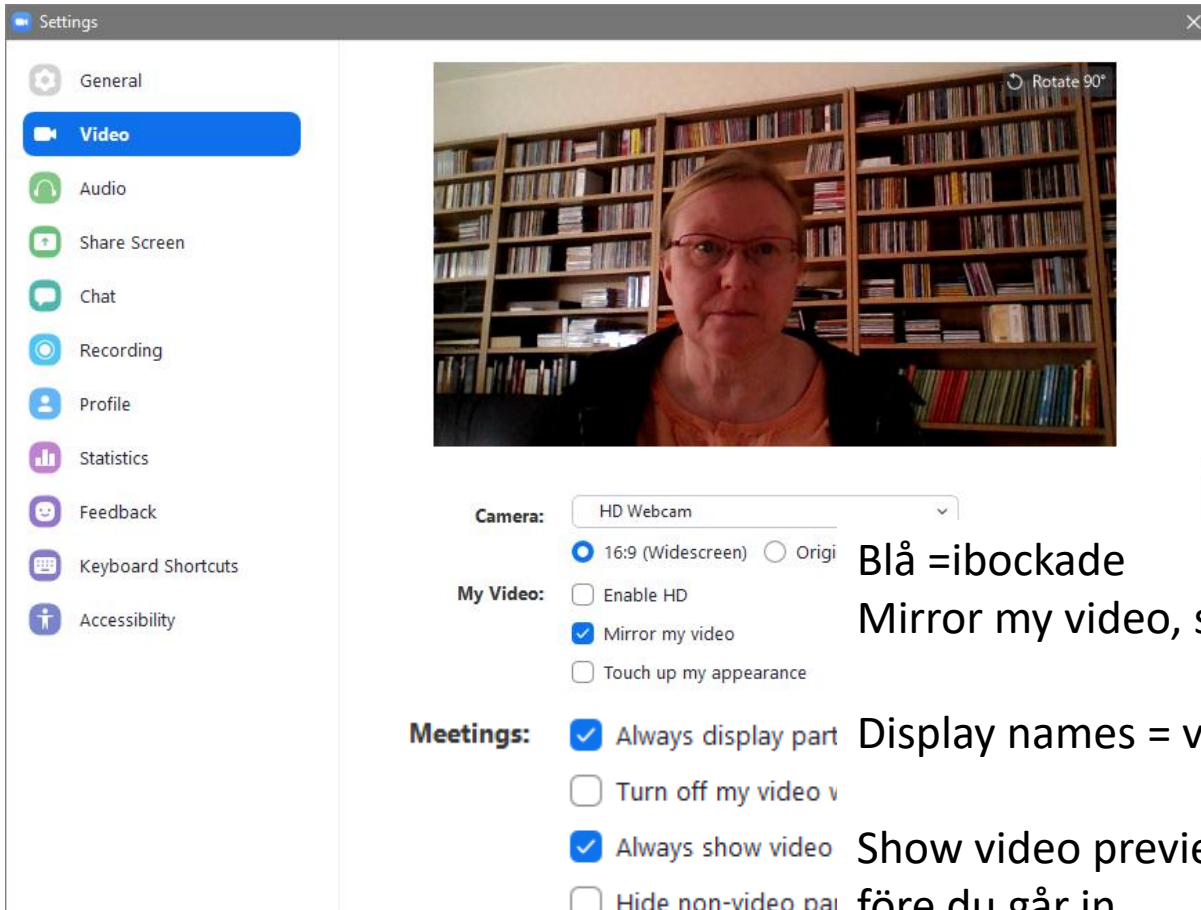 Settings
General
Video
Audio
Share Screen
Chat
Recording
Profile
Statistics
Feedback
Keyboard Shortcuts
Accessibility
Rotate 90°
Camera:
HD Webcam
16:9 (Widescreen) Origi
My Video:
Enable HD
Mirror my video
Touch up my appearance
Meetings:
Always display part
Turn off my video
Always show video
Hide non-video
Blå =ibockade
Mirror my video,
Display names =
Show video previe
före du går in